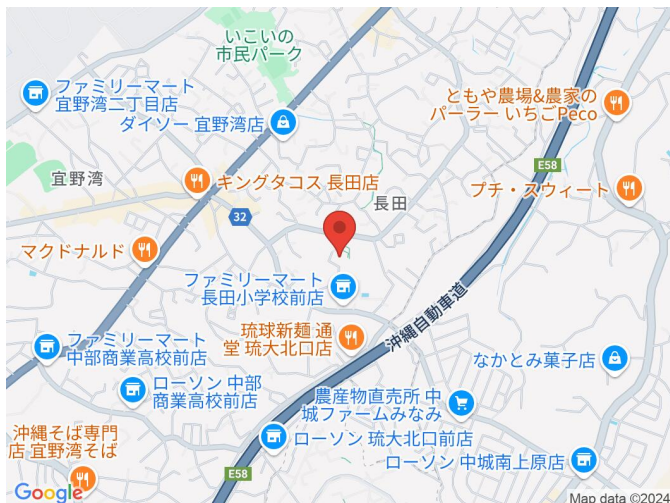 いこいの
市民パーク
ファミリーマート
宜野湾二丁目店
ダイソー 宜野湾店
ともや農場&農家の
パーラー いちごPeco
E58
宜野湾
キングタコス 長田店
長田
プチ・スウィート
32
マクドナルド
ファミリーマート
長田小学校前店
沖縄自動車道
琉球新麺 通
堂 琉大北口店
ファミリーマート
中部商業高校前店
なかとみ菓子店
ローソン 中部
商業高校前店
農産物直売所 中
城ファームみなみ
沖縄そば専門
店 宜野湾そば
ローソン 琉大北口前店
ローソン 中城南上原店
E58
Google
Map data ©2024